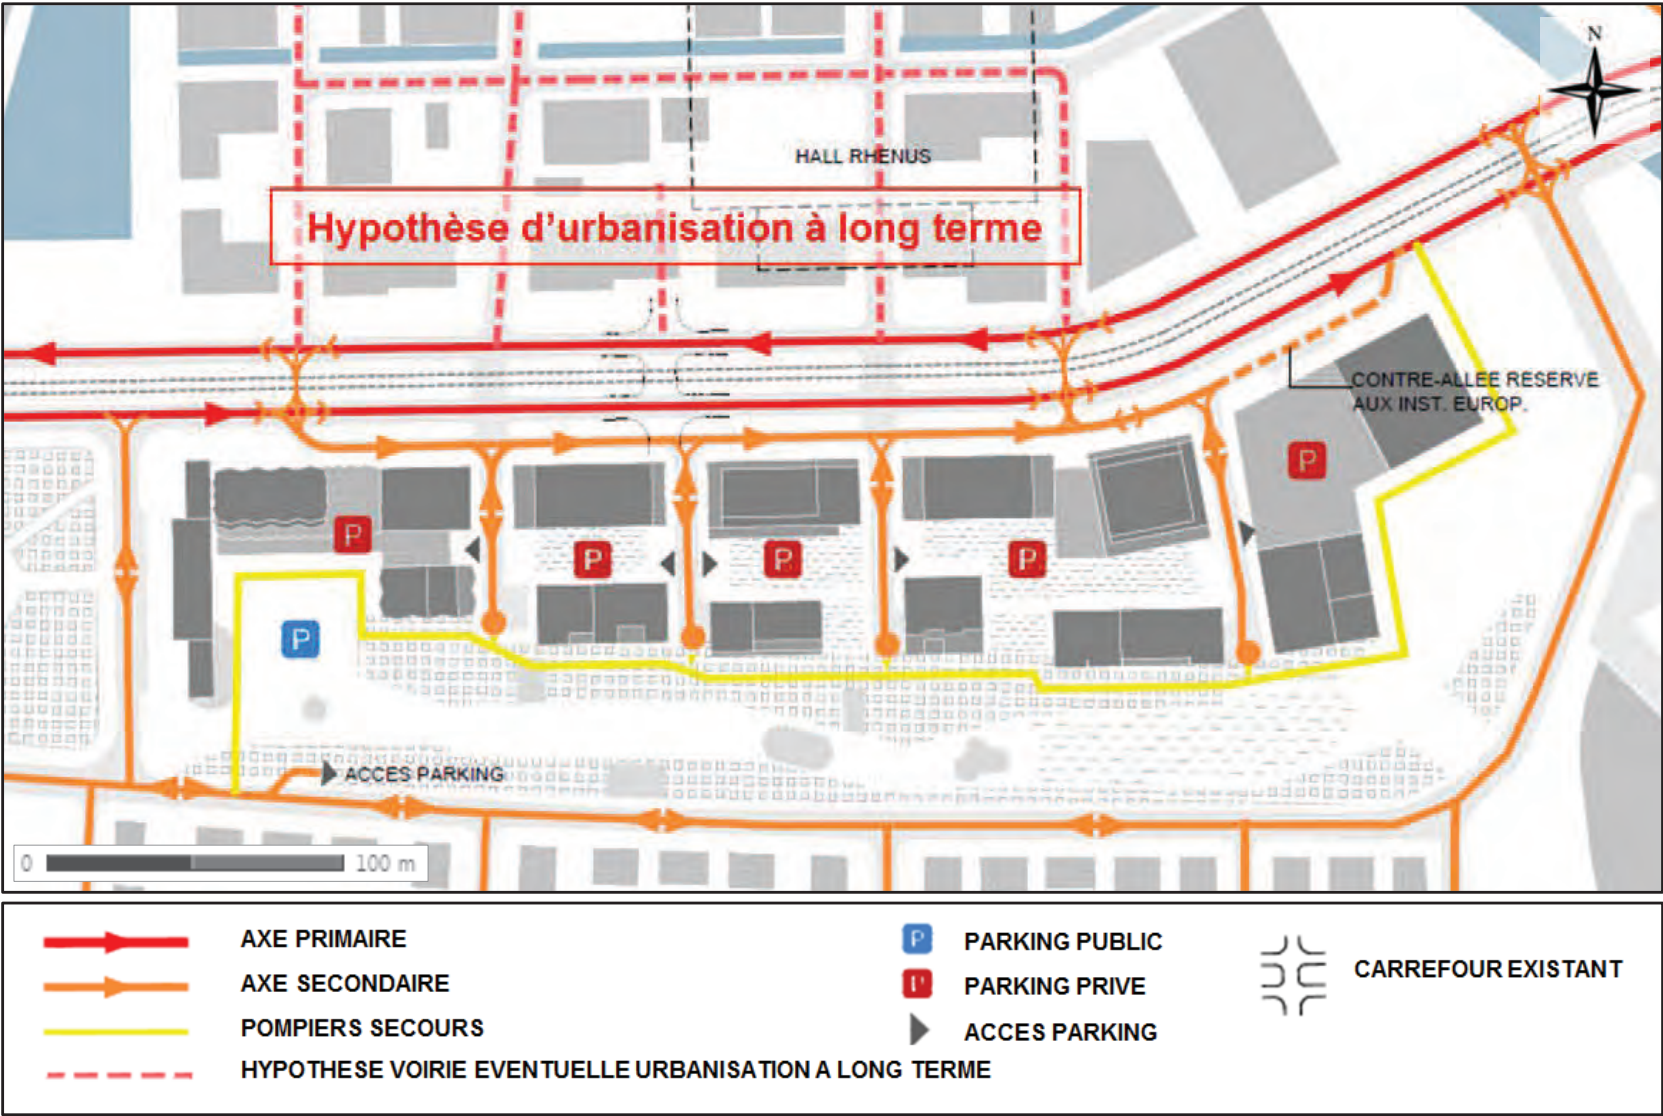 N
HALL RHENUS
Hypothèse d'urbanisation à long terme
CONTRE-ALLEE RESERVE
AUX INST. EUROP.
P
P
P
P
P
P
ACCES PARKING
0 100 m
AXE PRIMAIRE
AXE SECONDAIRE
POMPIERS SECOURS
HYPOTHESE VOIRIE EVENTUELLE URBANISATION A LONG TERME
P PARKING PUBLIC
P PARKING PRIVE
ACCES PARKING
CARREFOUR EXISTANT